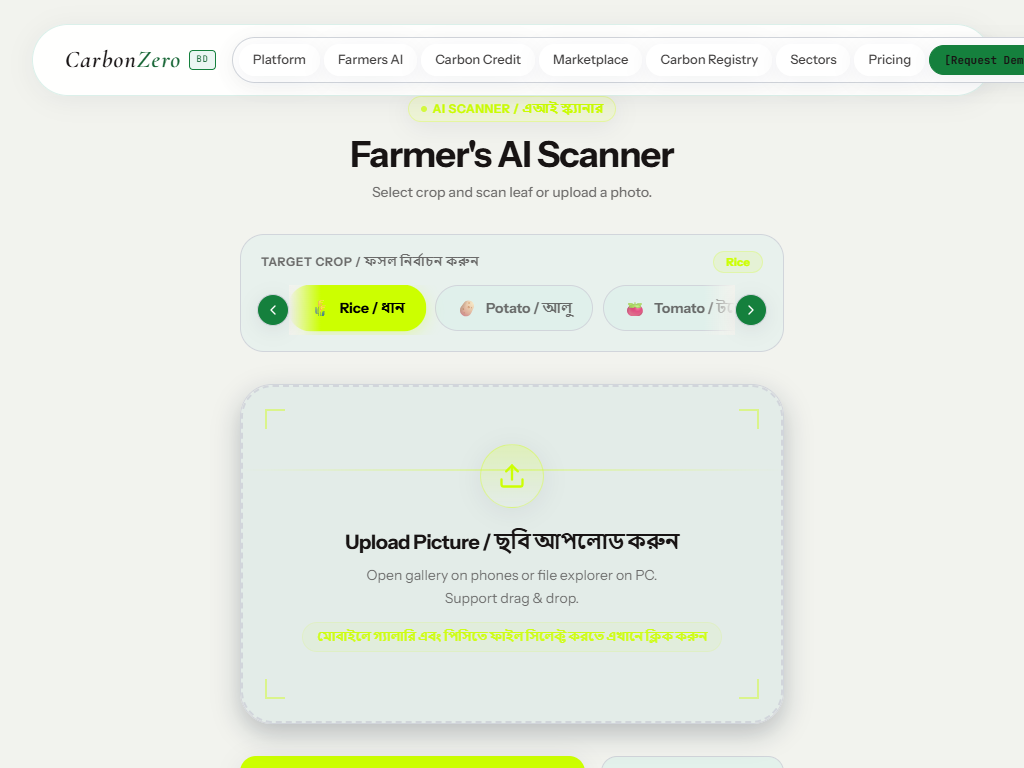 CarbonZero BD
Platform Farmers AI Carbon Credit Marketplace Carbon Registry Sectors Pricing [Request Dem
AI SCANNER / এআই স্ক্যানার
Farmer's AI Scanner
Select crop and scan leaf or upload a photo.
TARGET CROP / ফসল নির্বাচন করুন Rice
Rice / ধান Potato / আলু Tomato /
Upload Picture / ছবি আপলোড করুন
Open gallery on phones or file explorer on PC.
Support drag & drop.
মোবাইলে গ্যালারি এবং পিসিতে ফাইল সিলেক্ট করতে এখানে ক্লিক করুন